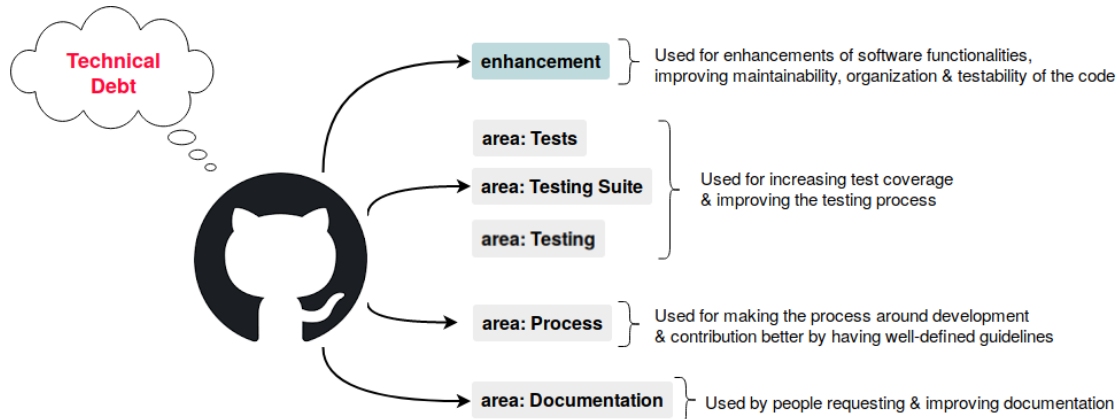 Technical
Debt
enhancement
Used for enhancements of software functionalities,
improving maintainability, organization & testability of the code
area: Tests
area: Testing Suite
area: Testing
Used for increasing test coverage
& improving the testing process
area: Process
Used for making the process around development
& contribution better by having well-defined guidelines
area: Documentation
Used by people requesting & improving documentation